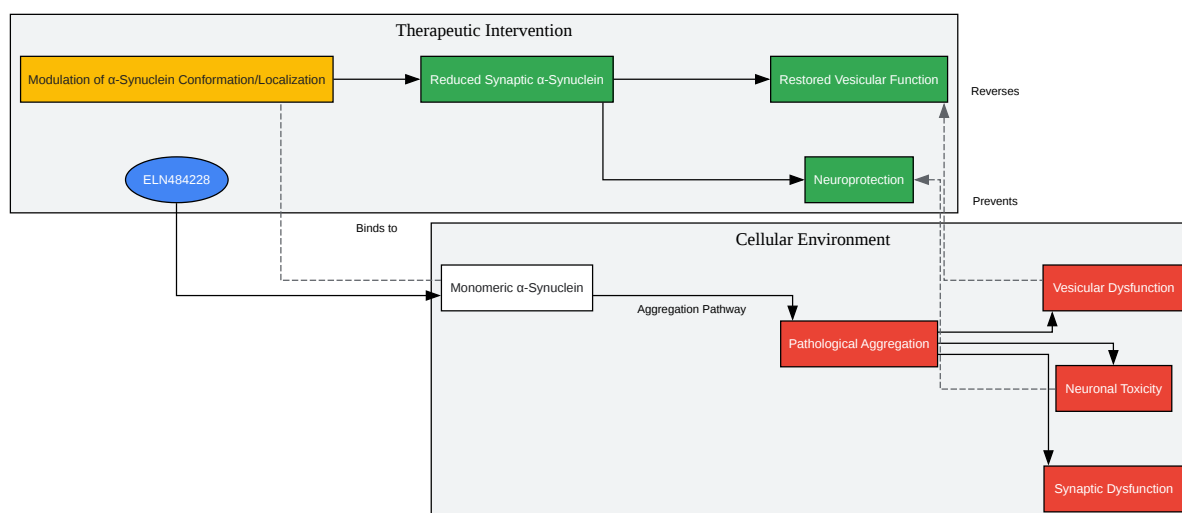 Therapeutic Intervention
Modulation of α-Synuclein Conformation/Localization
Reduced Synaptic α-Synuclein
Restored Vesicular Function
Reverses
ELN484228
Neuroprotection
Prevents
Binds to
Cellular Environment
Monomeric α-Synuclein
Vesicular Dysfunction
Aggregation Pathway
Pathological Aggregation
Neuronal Toxicity
Synaptic Dysfunction